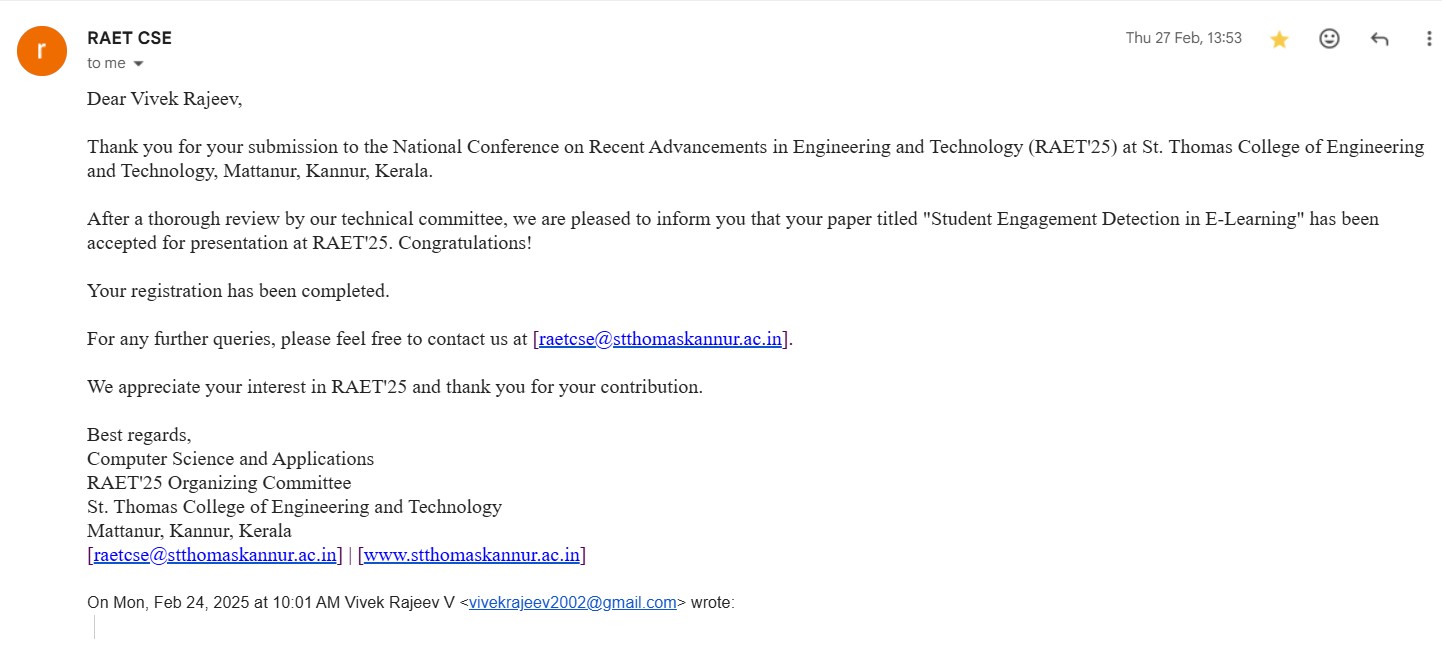 r
RAET CSE
Thu 27 Feb, 13:53
to me
Dear Vivek Rajeev,
Thank you for your submission to the National Conference on Recent Advancements in Engineering and Technology (RAET'25) at St. Thomas College of Engineering
and Technology, Mattanur, Kannur, Kerala.
After a thorough review by our technical committee, we are pleased to inform you that your paper titled "Student Engagement Detection in E-Learning" has been
accepted for presentation at RAET'25. Congratulations!
Your registration has been completed.
For any further queries, please feel free to contact us at [raetcse@stthomaskannur.ac.in].
We appreciate your interest in RAET'25 and thank you for your contribution.
Best regards,
Computer Science and Applications
RAET'25 Organizing Committee
St. Thomas College of Engineering and Technology
Mattanur, Kannur, Kerala
[raetcse@stthomaskannur.ac.in] | [www.stthomaskannur.ac.in]
On Mon, Feb 24, 2025 at 10:01 AM Vivek Rajeev V <vivekrajeev2002@gmail.com> wrote: